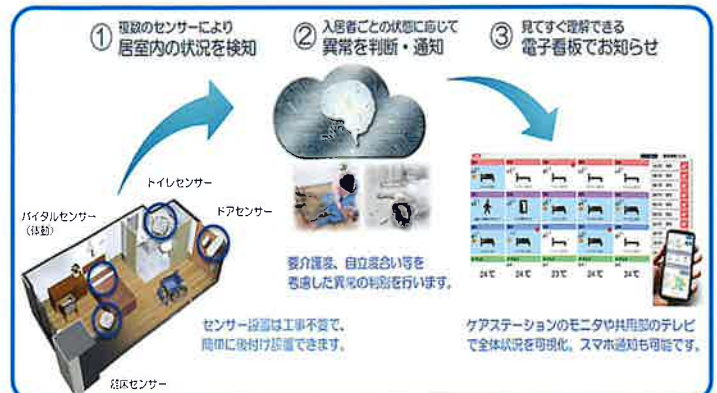 ① 複数のセンサーにより
居室内の状況を検知
② 入居者ごとの状態に応じて
異常を判断・通知
③ 見てすぐ理解できる
電子看板でお知らせ
トイレセンサー
ドアセンサー
バイタルセンサー
(体動)
離床センサー
センサー設置は工事不要で、
簡単に後付け設置できます。
要介護度、自立度合い等を
考慮した異常の判別を行います。
24℃ 24℃ 23℃ 24℃ 24℃
ケアステーションのモニタや共用部のテレビ
で全体状況を可視化。スマホ通知も可能です。